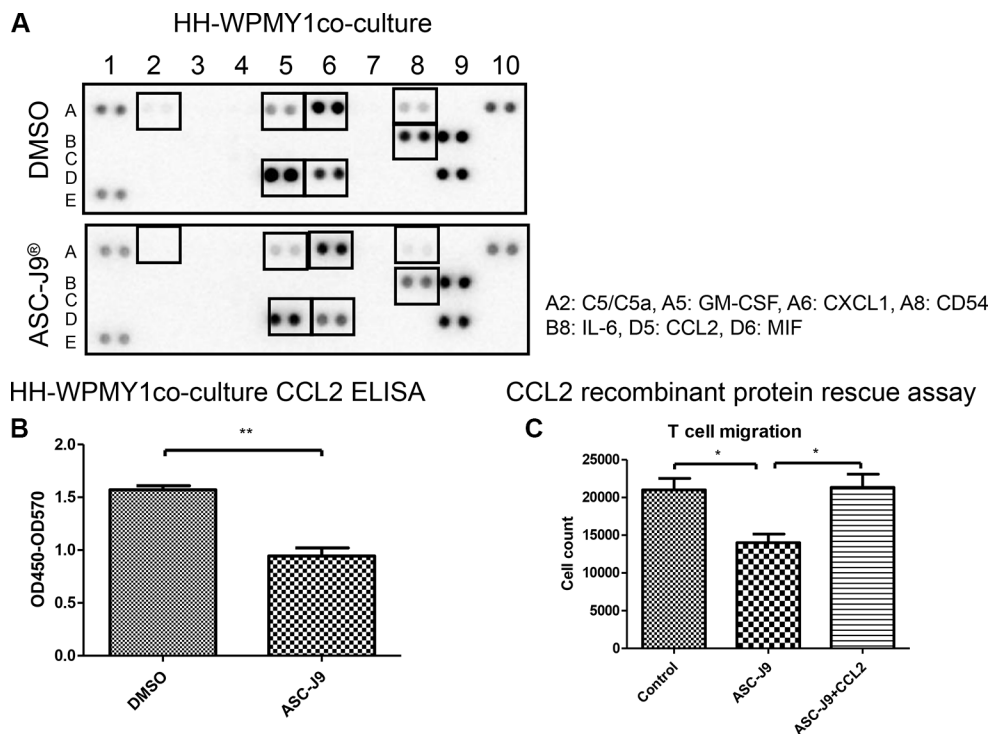 A
HH-WPMY1co-culture
1 2 3 4 5 6 7 8 9 10
DMSO
A
B
C
D
E
ASC-J9®
A
B
C
D
E
A2: C5/C5a, A5: GM-CSF, A6: CXCL1, A8: CD54
B8: IL-6, D5: CCL2, D6: MIF
HH-WPMY1co-culture CCL2 ELISA
B
**
OD450-OD570
2.0
1.5
1.0
0.5
0.0
DMSO
ASC-J9
CCL2 recombinant protein rescue assay
C
T cell migration
* *
Cell count
25000
20000
15000
10000
5000
0
Control
ASC-J9
ASC-J9+CCL2